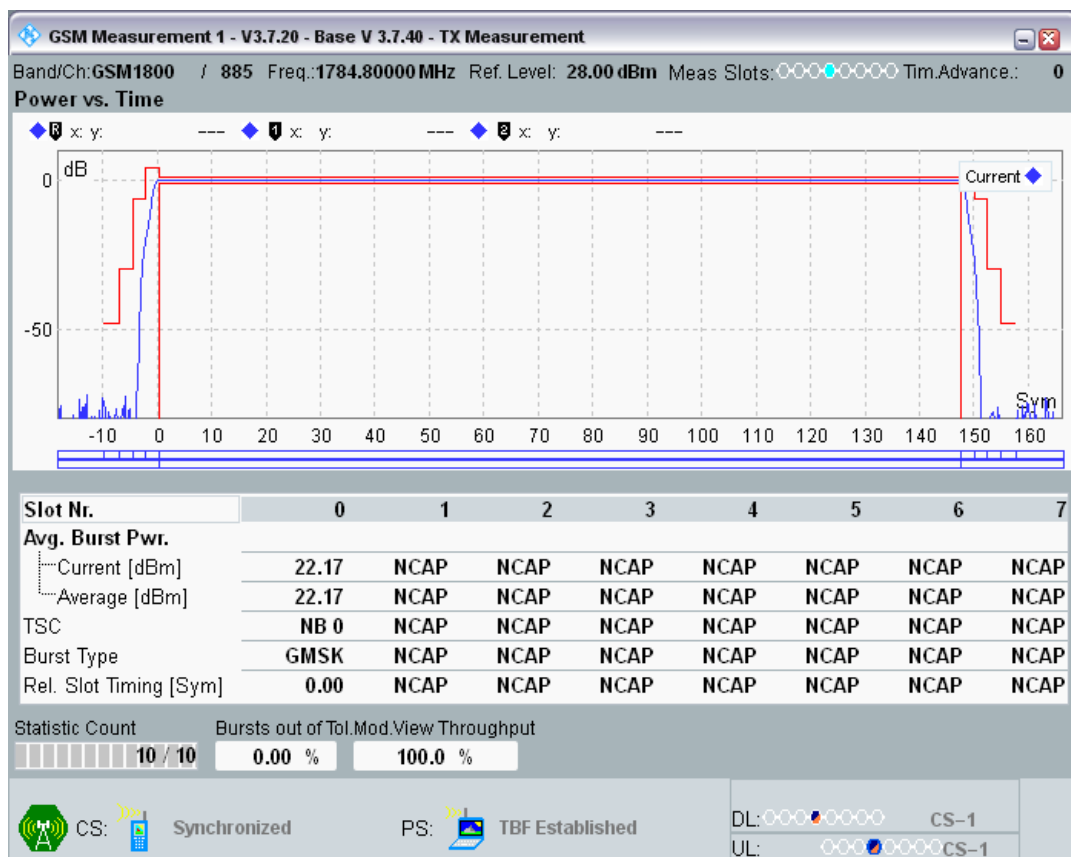 GSM Measurement 1 - V3.7.20 - Base V 3.7.40 - TX Measurement
Band/Ch:GSM1800 / 885 Freq.:1784.80000 MHz Ref. Level: 28.00 dBm Meas Slots: Tim.Advance.: 0
Power vs. Time
R x: y: --- 1 x: y: --- 2 x: y: ---
dB
0
Current
-50
Sym
-10 0 10 20 30 40 50 60 70 80 90 100 110 120 130 140 150 160
Slot Nr. 0 1 2 3 4 5 6 7
Avg. Burst Pwr.
Current [dBm] 22.17 NCAP NCAP NCAP NCAP NCAP NCAP NCAP
Average [dBm] 22.17 NCAP NCAP NCAP NCAP NCAP NCAP NCAP
TSC NB 0 NCAP NCAP NCAP NCAP NCAP NCAP NCAP
Burst Type GMSK NCAP NCAP NCAP NCAP NCAP NCAP NCAP
Rel. Slot Timing [Sym] 0.00 NCAP NCAP NCAP NCAP NCAP NCAP NCAP
Statistic Count Bursts out of Tol.Mod.View Throughput
10 / 10 0.00 % 100.0 %
CS: Synchronized PS: TBF Established
DL: CS-1
UL: CS-1